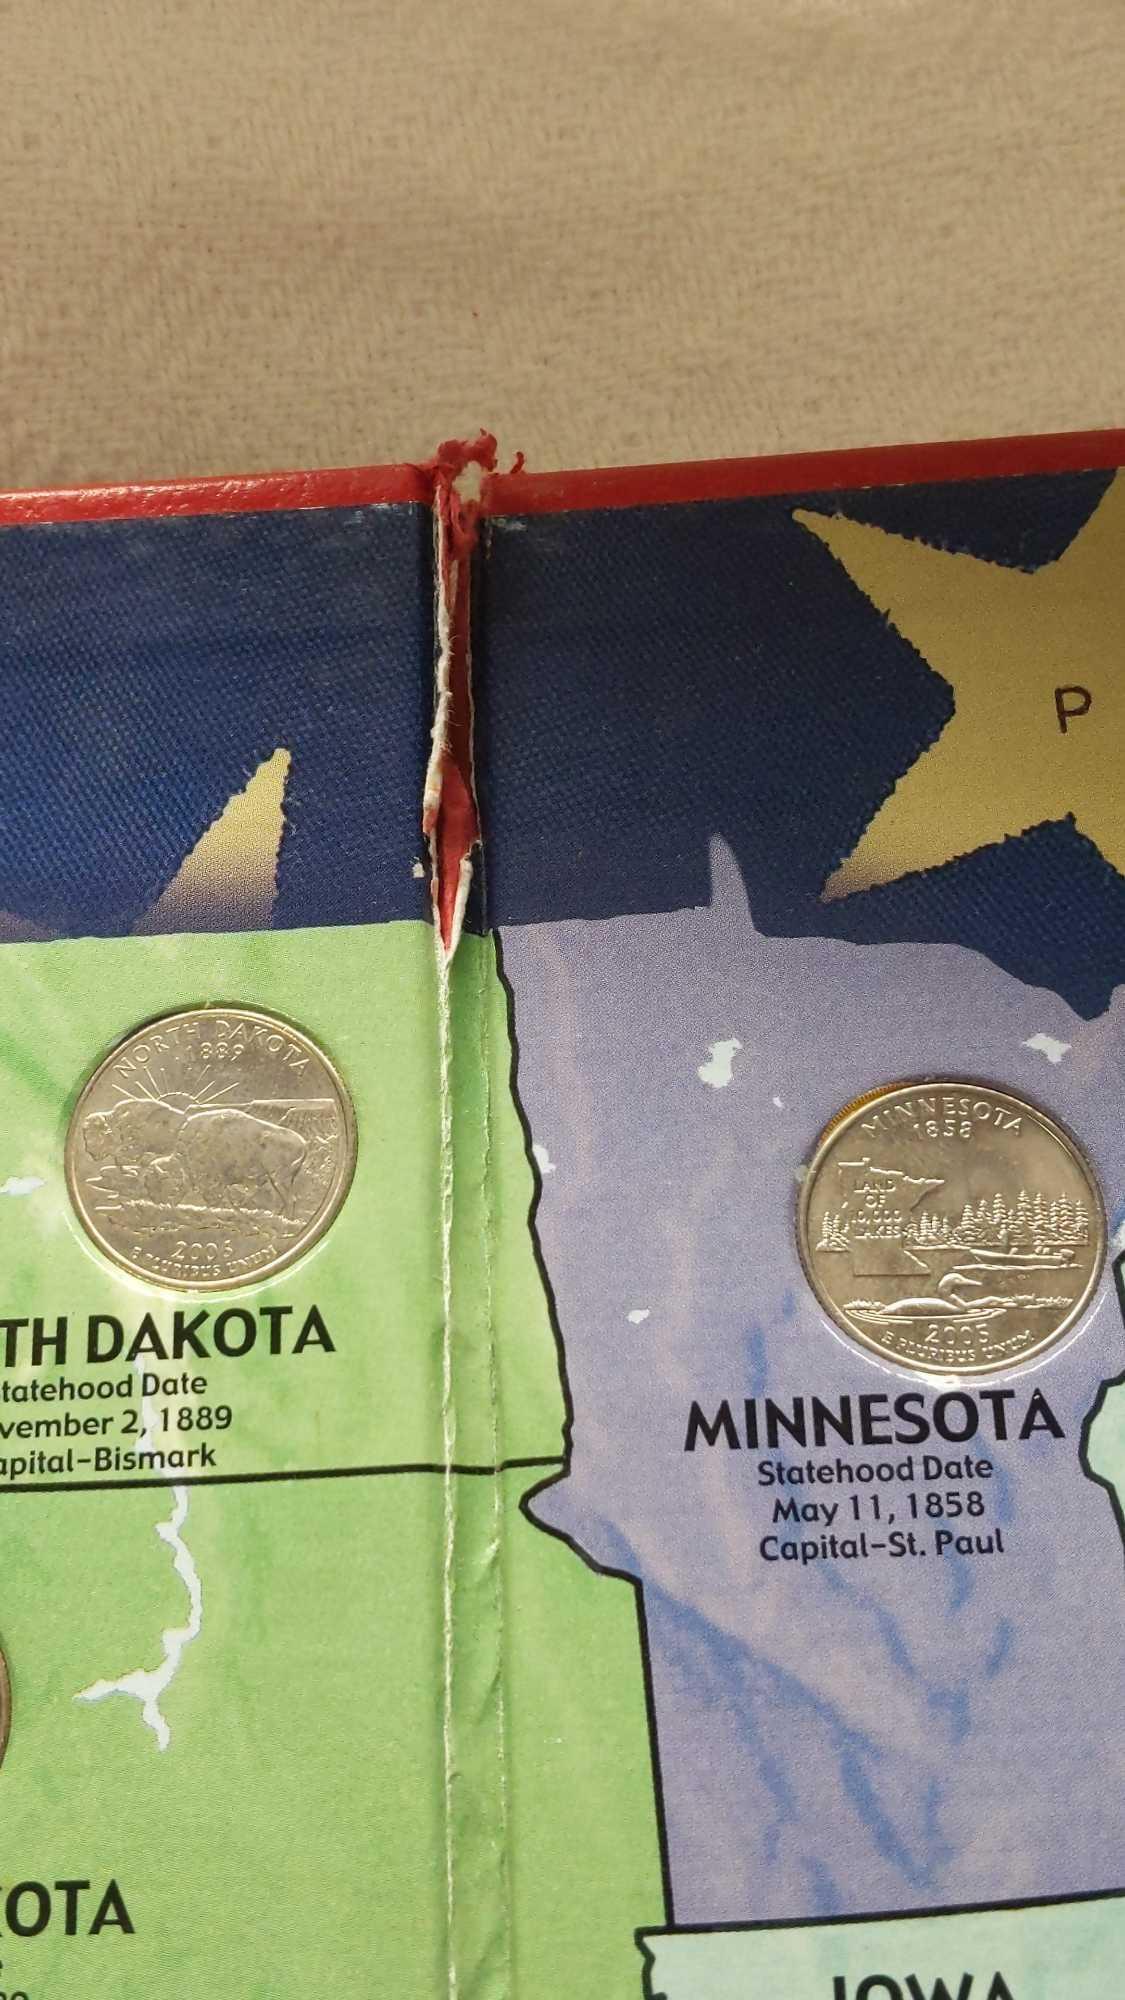 P
NORTH DAKOTA
1889
2006
E PLURIBUS UNUM
TH DAKOTA
tatehood Date
vember 2, 1889
apital-Bismark
MINNESOTA
1858
LAND
OF
10,000
LAKES
2005
E PLURIBUS UNUM
MINNESOTA
Statehood Date
May 11, 1858
Capital-St. Paul
OTA
IOWA